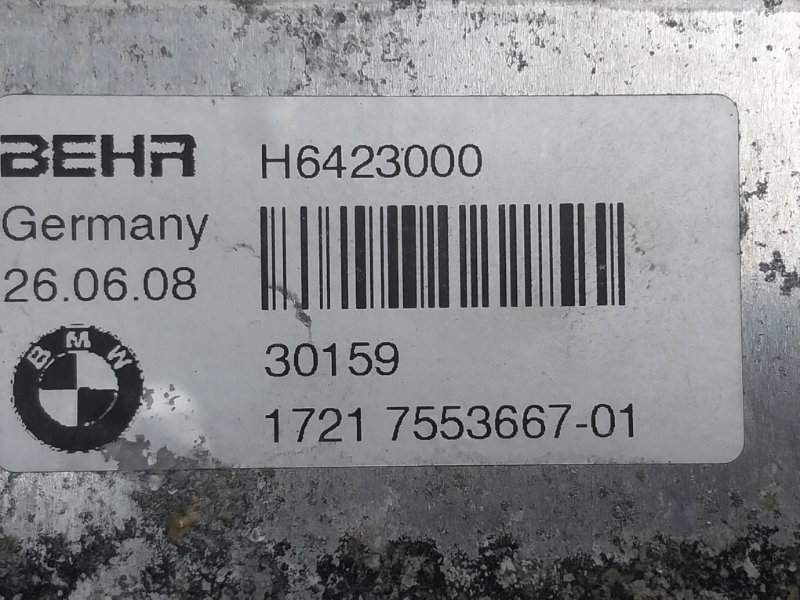 BEHR
H6423000
Germany
26.06.08
BMW
30159
1721 7553667-01